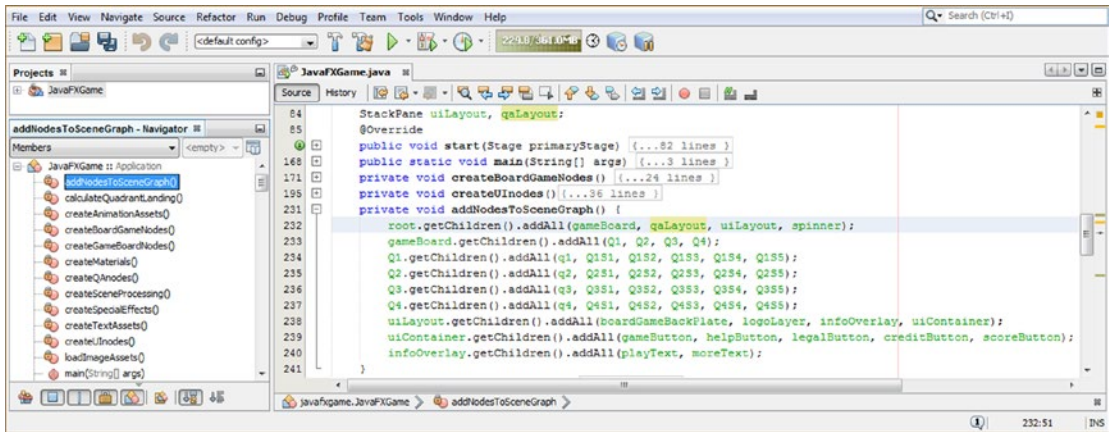 File Edit View Navigate Source Refactor Run Debug Profile Team Tools Window Help
Search (Ctrl+I)
<default config>
Projects
JavaFXGame
addNodesToSceneGraph - Navigator
Members
<empty>
JavaFXGame :: Application
addNodesToSceneGraph()
calculateQuadrantLanding()
createAnimationAssets()
createBoardGameNodes()
createGameBoardNodes()
createMaterials()
createQAnodes()
createSceneProcessing()
createSpecialEffects()
createTextAssets()
createUInodes()
loadImageAssets()
main(String[] args)
JavaFXGame.java
Source History
84 StackPane uiLayout, qaLayout;
85 @Override
public void start(Stage primaryStage) {...82 lines }
168 public static void main(String[] args) {...3 lines }
171 private void createBoardGameNodes() {...24 lines }
195 private void createUInodes() {...36 lines }
231 private void addNodesToSceneGraph() {
232 root.getChildren().addAll(gameBoard, qaLayout, uiLayout, spinner);
233 gameBoard.getChildren().addAll(Q1, Q2, Q3, Q4);
234 Q1.getChildren().addAll(q1, Q1S1, Q1S2, Q1S3, Q1S4, Q1S5);
235 Q2.getChildren().addAll(q2, Q2S1, Q2S2, Q2S3, Q2S4, Q2S5);
236 Q3.getChildren().addAll(q3, Q3S1, Q3S2, Q3S3, Q3S4, Q3S5);
237 Q4.getChildren().addAll(q4, Q4S1, Q4S2, Q4S3, Q4S4, Q4S5);
238 uiLayout.getChildren().addAll(boardGameBackPlate, logoLayer, infoOverlay, uiContainer);
239 uiContainer.getChildren().addAll(gameButton, helpButton, legalButton, creditButton, scoreButton);
240 infoOverlay.getChildren().addAll(playText, moreText);
241 }
javafxgame.JavaFXGame addNodesToSceneGraph
232:51 INS